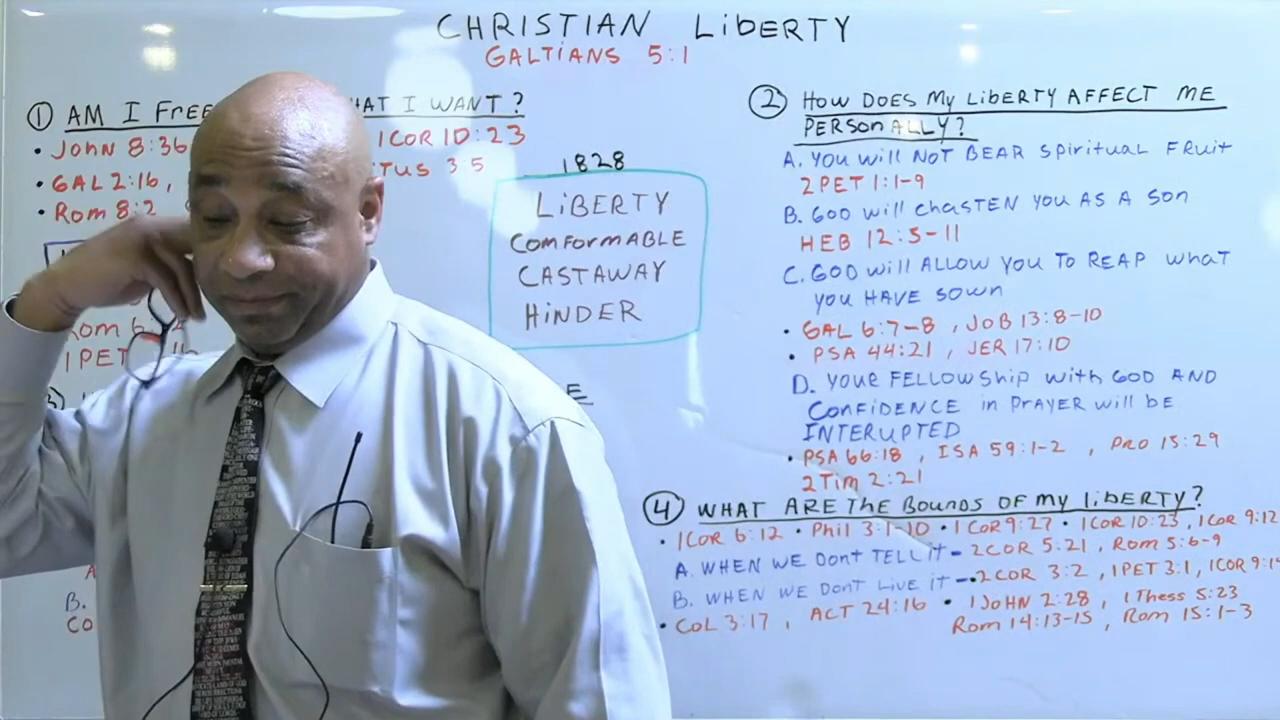 CHRISTIAN LIBERTY
GALTIANS 5:1
① AM I FREE HAT I WANT?
• JOHN 8:36 1COR 10:23
• GAL 2:16, TUS 3:5
• Rom 8:2
Rom 6
1PET
E
A
B.
CO
1828
LIBERTY
COMFORMABLE
CASTAWAY
HINDER
② HOW DOES MY LIBERTY AFFECT ME
PERSONALLY?
A. YOU WILL NOT BEAR SPIRITUAL FRUIT
2 PET 1:1-9
B. GOD WILL CHASTEN YOU AS A SON
HEB 12:5-11
C. GOD WILL ALLOW YOU TO REAP WHAT
YOU HAVE SOWN
• GAL 6:7-8, JOB 13:8-10
• PSA 44:21, JER 17:10
D. YOUR FELLOWSHIP WITH GOD AND
CONFIDENCE IN PRAYER WILL BE
INTERUPTED
• PSA 66:18, ISA 59:1-2, PRO 15:29
2 TIM 2:21
④ WHAT ARE THE BOUNDS OF MY LIBERTY?
• 1COR 6:12 • Phil 3:1-10 • 1COR 9:27 • 1COR 10:23, 1COR 9:12
A. WHEN WE DONT TELL IT - 2COR 5:21, ROM 5:6-9
B. WHEN WE DONT LIVE IT - • 2COR 3:2, 1PET 3:1, 1COR 9:1
• COL 3:17, ACT 24:16 • 1JOHN 2:28, 1Thess 5:23
Rom 14:13-15, Rom 15:1-3